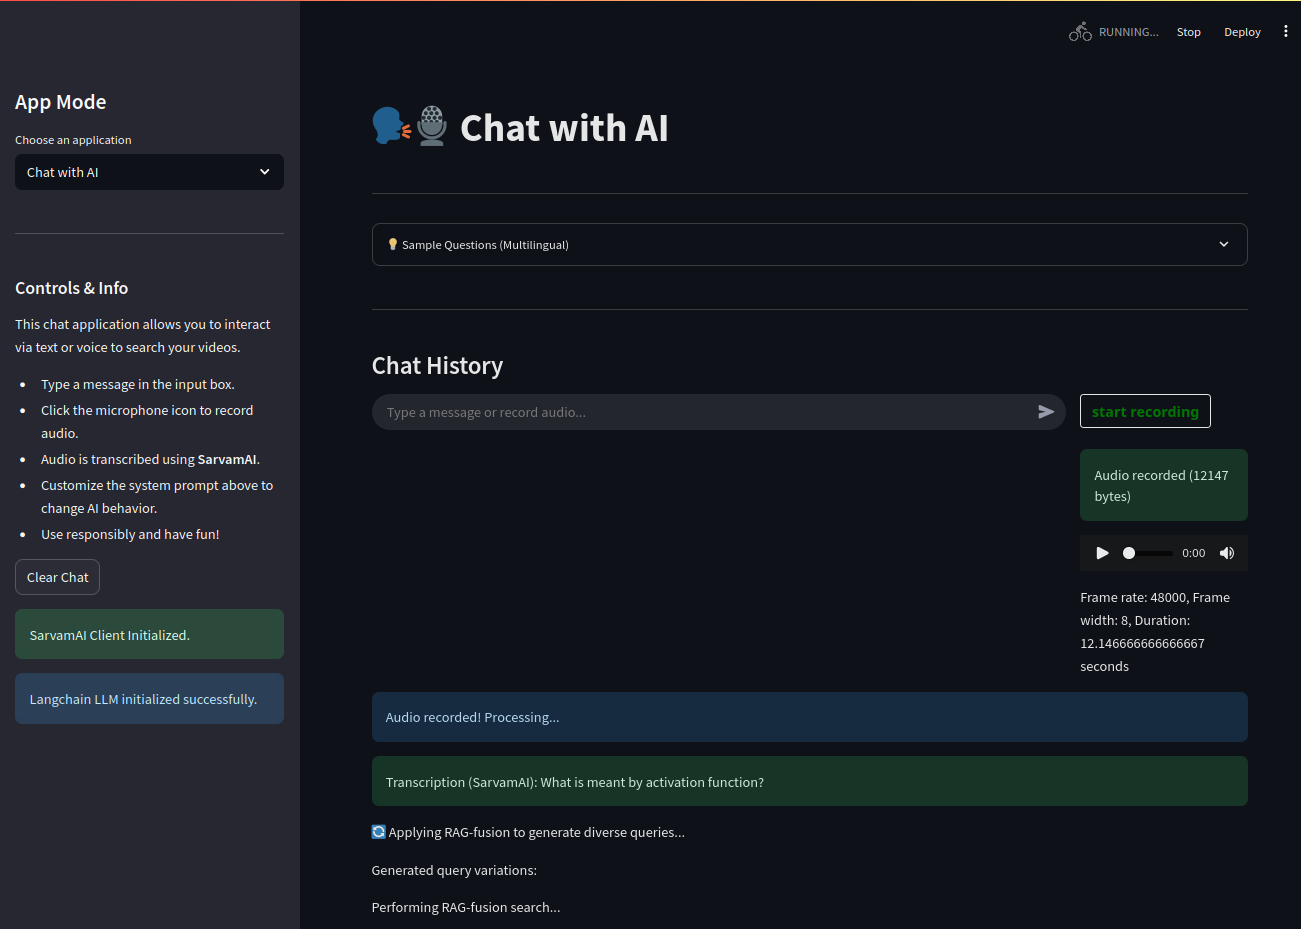 RUNNING...
Stop
Deploy
App Mode
Choose an application
Chat with AI
Controls & Info
This chat application allows you to interact
via text or voice to search your videos.
Type a message in the input box.
Click the microphone icon to record
audio.
Audio is transcribed using SarvamAI.
Customize the system prompt above to
change AI behavior.
Use responsibly and have fun!
Clear Chat
SarvamAI Client Initialized.
Langchain LLM initialized successfully.
Chat with AI
Sample Questions (Multilingual)
Chat History
Type a message or record audio...
start recording
Audio recorded (12147
bytes)
0:00
Frame rate: 48000, Frame
width: 8, Duration:
12.146666666666667
seconds
Audio recorded! Processing...
Transcription (SarvamAI): What is meant by activation function?
Applying RAG-fusion to generate diverse queries...
Generated query variations:
Performing RAG-fusion search...